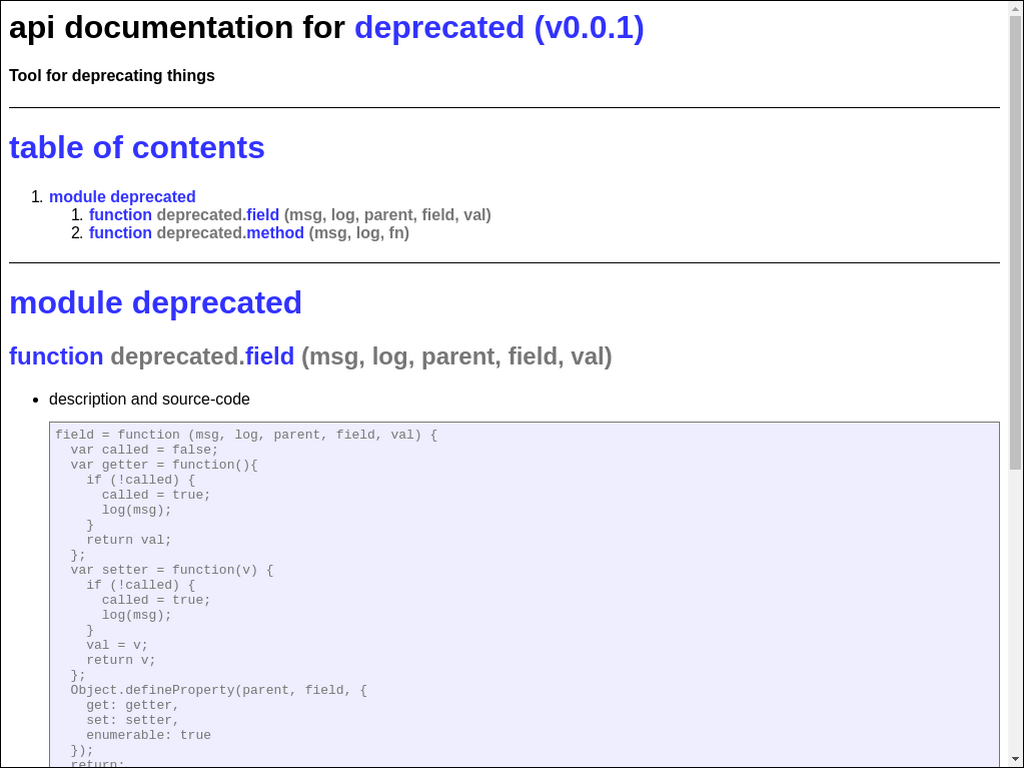 api documentation for deprecated (v0.0.1)
Tool for deprecating things
table of contents
1. module deprecated
1. function deprecated.field (msg, log, parent, field, val)
2. function deprecated.method (msg, log, fn)
module deprecated
function deprecated.field (msg, log, parent, field, val)
• description and source-code
field = function (msg, log, parent, field, val) {
  var called = false;
  var getter = function(){
    if (!called) {
      called = true;
      log(msg);
    }
    return val;
  };
  var setter = function(v) {
    if (!called) {
      called = true;
      log(msg);
    }
    val = v;
    return v;
  };
  Object.defineProperty(parent, field, {
    get: getter,
    set: setter,
    enumerable: true
  });
  return;